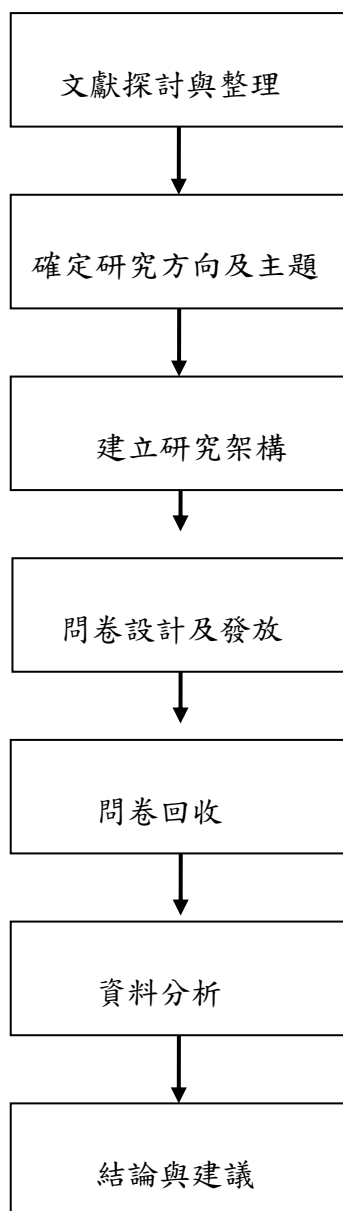 文獻探討與整理
確定研究方向及主題
建立研究架構
問卷設計及發放
問卷回收
資料分析
結論與建議